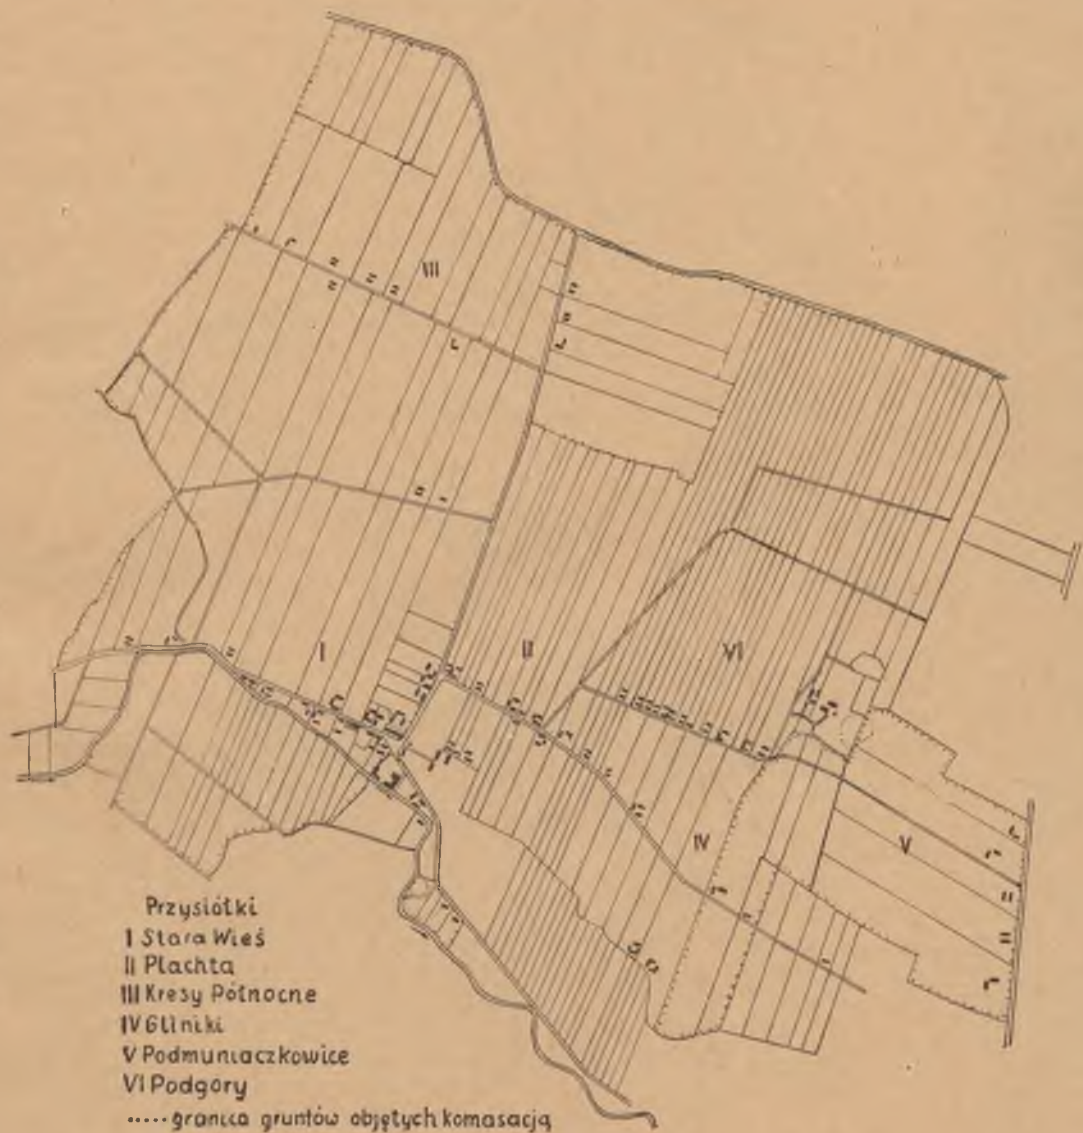 III
I
II
VI
IV
V
Przysiółki
I Stara Wieś
II Płachta
III Kresy Północne
IV Gliniki
V Podmuniaczkowice
VI Podgóry
..... granica gruntów objętych komasacją